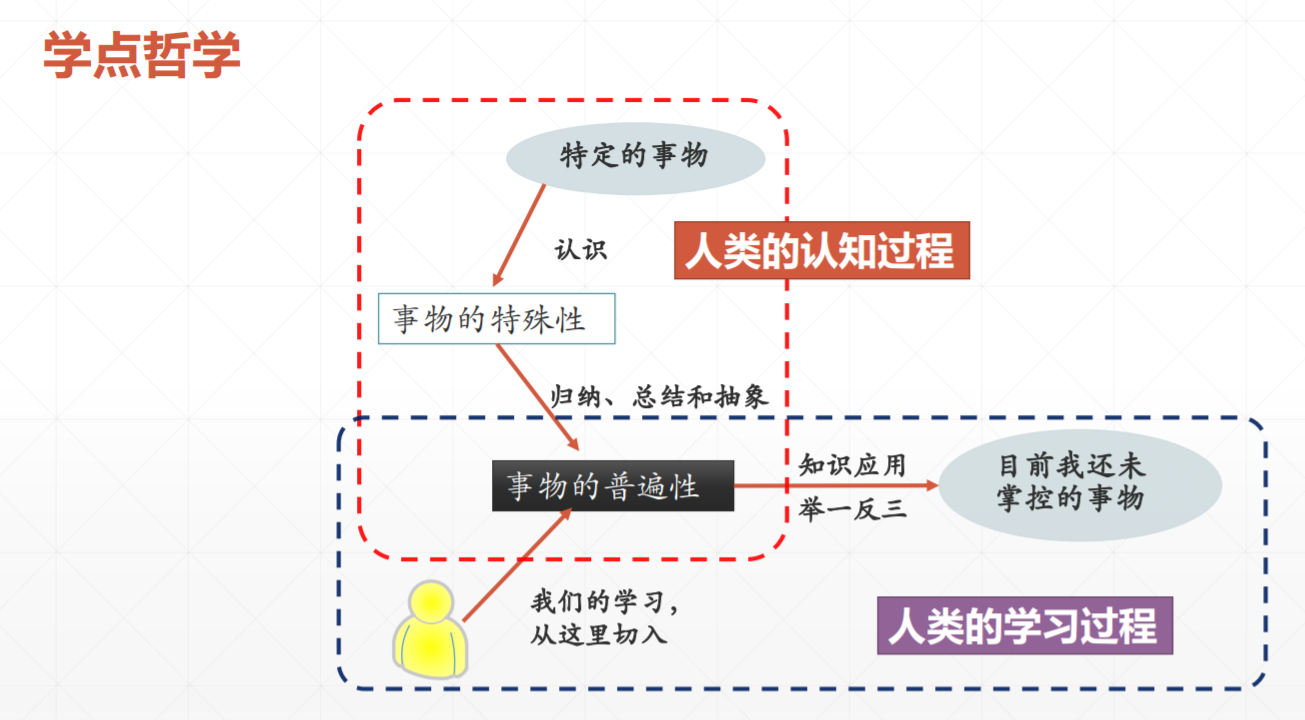 学点哲学
特定的事物
认识
人类的认知过程
事物的特殊性
归纳、总结和抽象
事物的普遍性
知识应用
举一反三
目前我还未
掌控的事物
我们的学习，
从这里切入
人类的学习过程